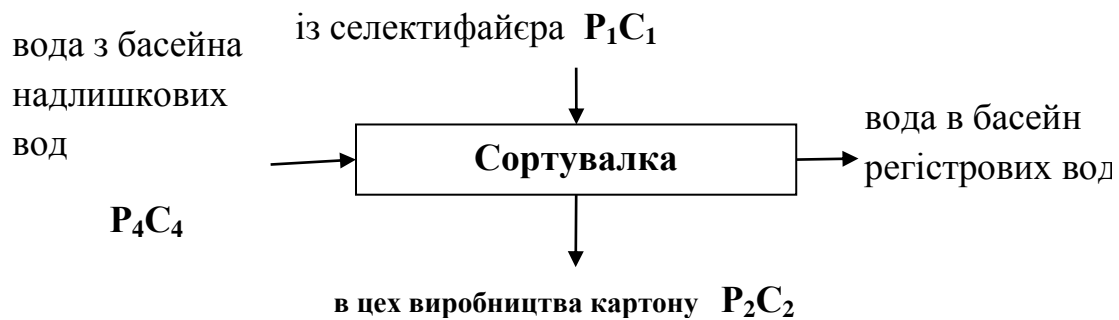 вода з басейна
надлишкових
вод
P₄C₄
із селектифайєра P₁C₁
Сортувалка
вода в басейн
регістрових вод
в цех виробництва картону P₂C₂